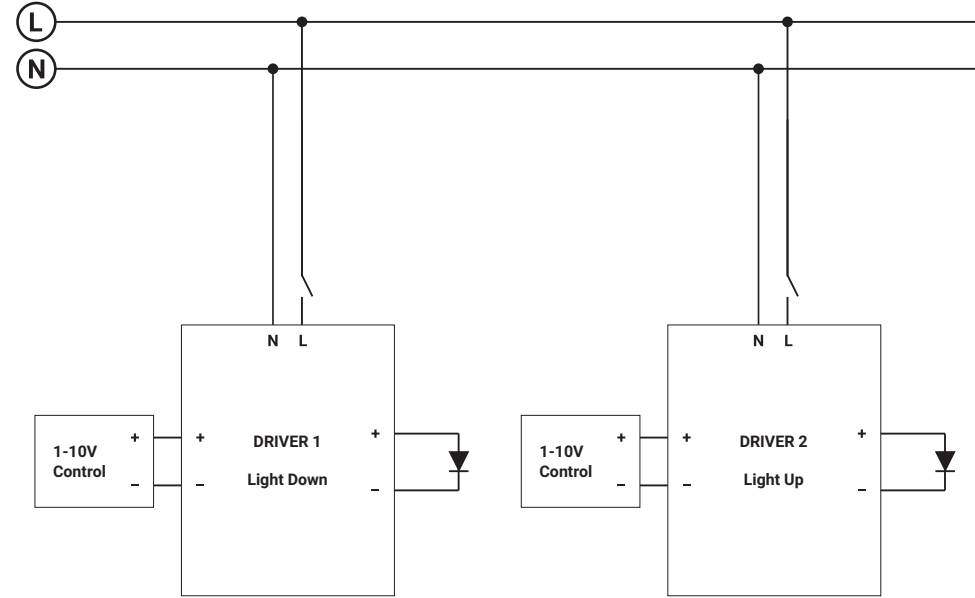 L
N
N L
N L
1-10V
Control
+
−
+
−
DRIVER 1
Light Down
+
−
1-10V
Control
+
−
+
−
DRIVER 2
Light Up
+
−